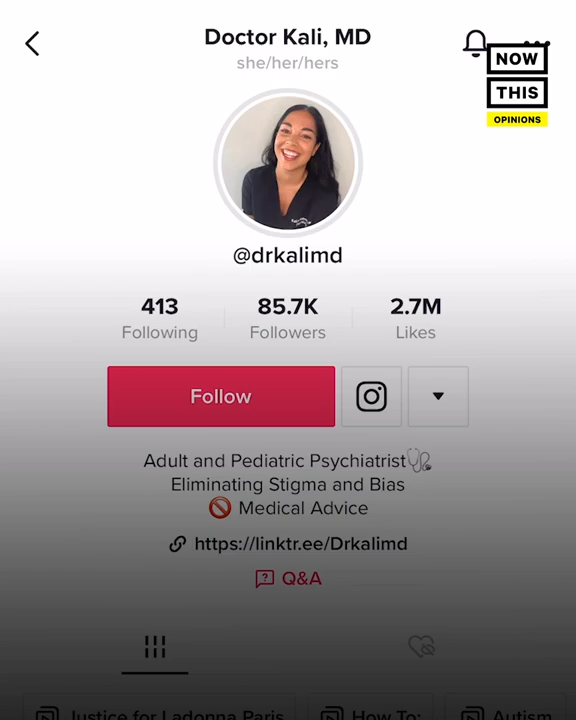 Doctor Kali, MD
she/her/hers
NOW
THIS
OPINIONS
@drkalimd
413 85.7K 2.7M
Following Followers Likes
Follow
Adult and Pediatric Psychiatrist
Eliminating Stigma and Bias
Medical Advice
https://linktr.ee/Drkalimd
Q&A
Justice for Ladonna Paris How To: Autism